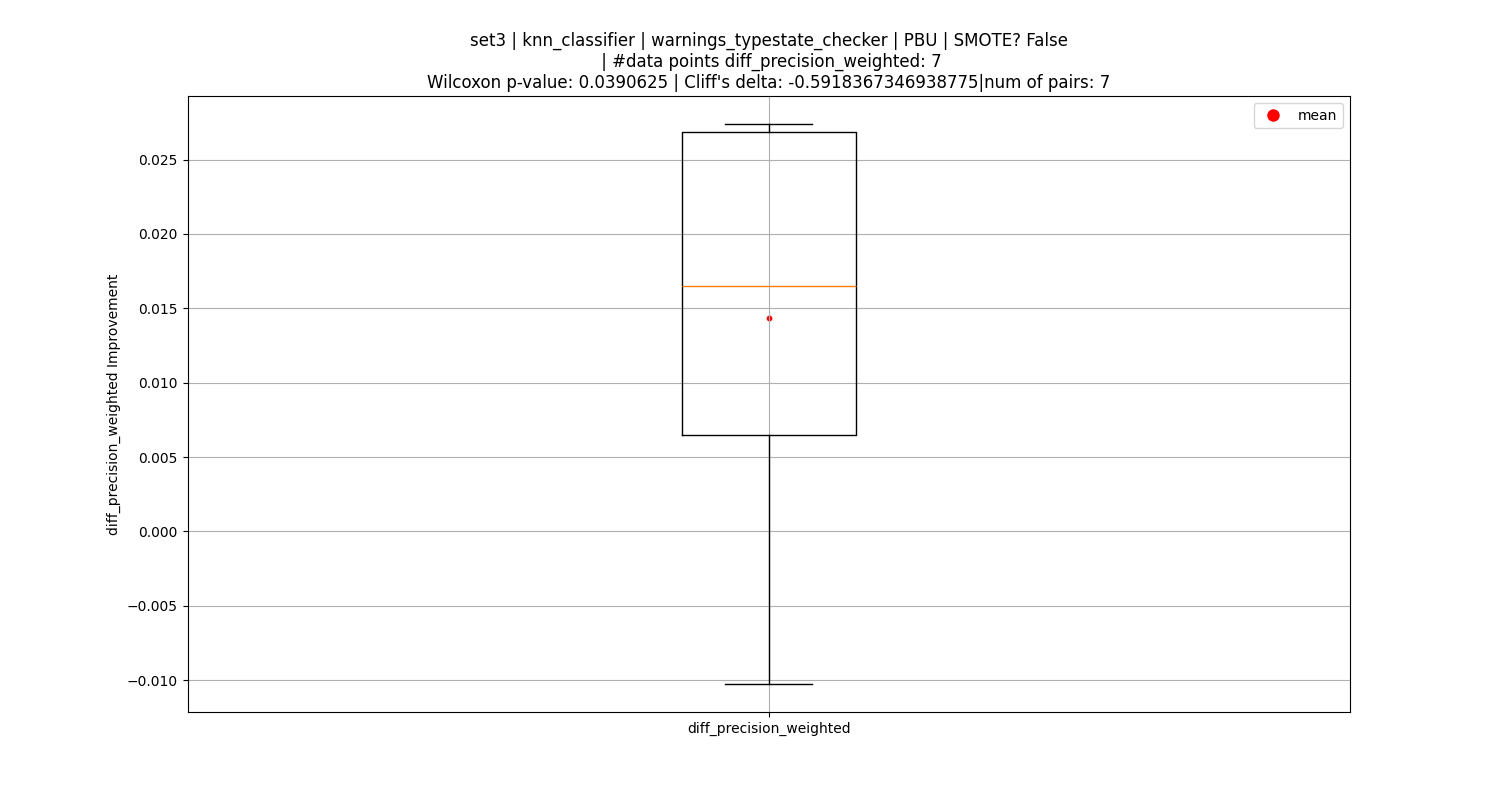 set3 | knn_classifier | warnings_typestate_checker | PBU | SMOTE? False
| #data points diff_precision_weighted: 7
Wilcoxon p-value: 0.0390625 | Cliff's delta: -0.5918367346938775|num of pairs: 7
mean
0.025
0.020
0.015
0.010
0.005
0.000
−0.005
−0.010
diff_precision_weighted Improvement
diff_precision_weighted